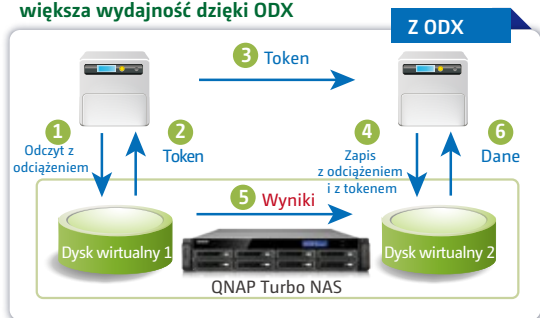 większa wydajność dzięki ODX
Z ODX
3 Token
1
Odczyt z
odciążeniem
2
Token
4
Zapis
z odciążeniem
i z tokenem
6
Dane
5 Wyniki
Dysk wirtualny 1
Dysk wirtualny 2
QNAP Turbo NAS